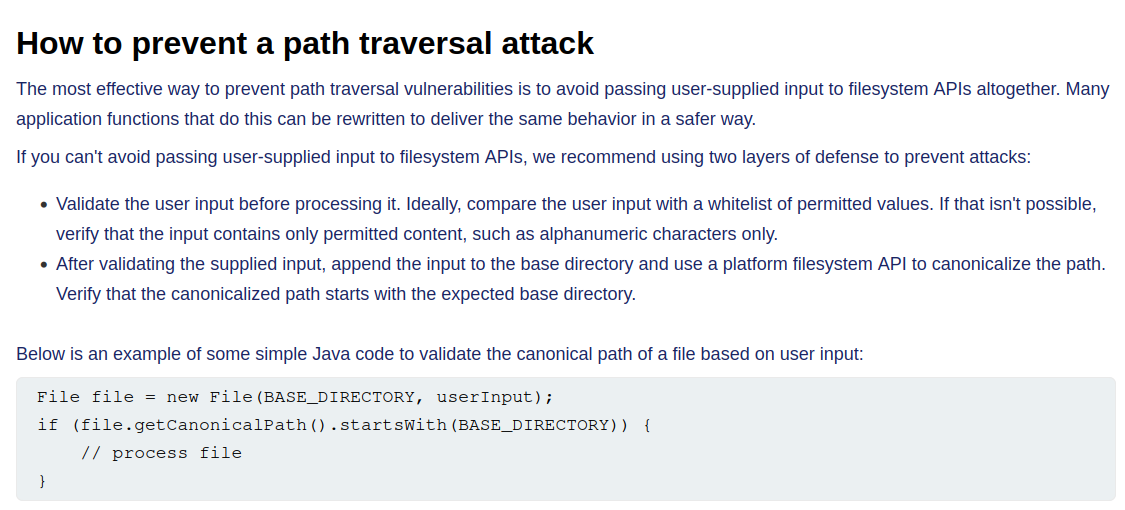 How to prevent a path traversal attack
The most effective way to prevent path traversal vulnerabilities is to avoid passing user-supplied input to filesystem APIs altogether. Many
application functions that do this can be rewritten to deliver the same behavior in a safer way.
If you can't avoid passing user-supplied input to filesystem APIs, we recommend using two layers of defense to prevent attacks:
• Validate the user input before processing it. Ideally, compare the user input with a whitelist of permitted values. If that isn't possible,
verify that the input contains only permitted content, such as alphanumeric characters only.
• After validating the supplied input, append the input to the base directory and use a platform filesystem API to canonicalize the path.
Verify that the canonicalized path starts with the expected base directory.
Below is an example of some simple Java code to validate the canonical path of a file based on user input:
File file = new File(BASE_DIRECTORY, userInput);
if (file.getCanonicalPath().startsWith(BASE_DIRECTORY)) {
    // process file
}